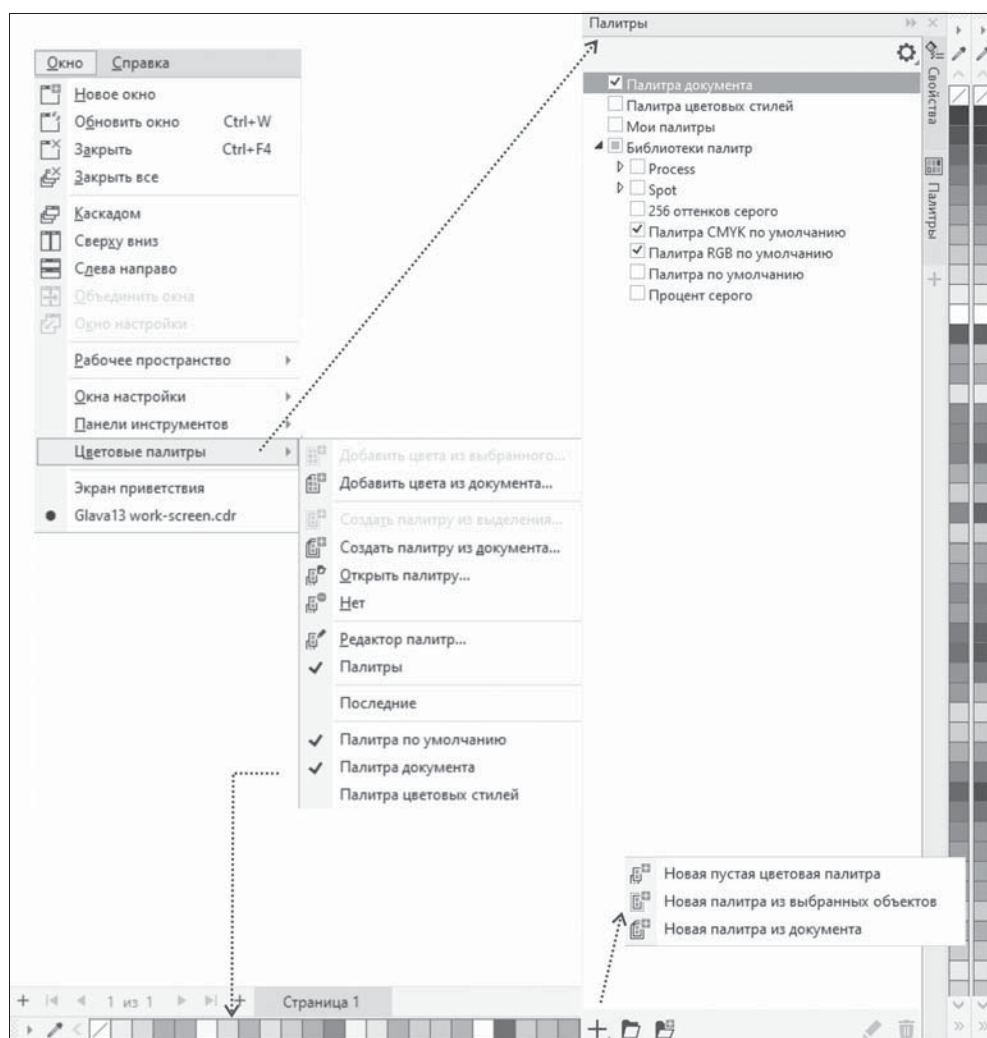 Окно Справка
Новое окно
Обновить окно Ctrl+W
Закрыть Ctrl+F4
Закрыть все
Каскадом
Сверху вниз
Слева направо
Объединить окна
Окно настройки
Рабочее пространство
Окна настройки
Панели инструментов
Цветовые палитры
Экран приветствия
Glava13 work-screen.cdr
Добавить цвета из выбранного...
Добавить цвета из документа...
Создать палитру из выделения...
Создать палитру из документа...
Открыть палитру...
Нет
Редактор палитр...
Палитры
Последние
Палитра по умолчанию
Палитра документа
Палитра цветовых стилей
Палитры
Палитра документа
Палитра цветовых стилей
Мои палитры
Библиотеки палитр
Process
Spot
256 оттенков серого
Палитра CMYK по умолчанию
Палитра RGB по умолчанию
Палитра по умолчанию
Процент серого
Свойства
Палитры
Новая пустая цветовая палитра
Новая палитра из выбранных объектов
Новая палитра из документа
1 из 1
Страница 1